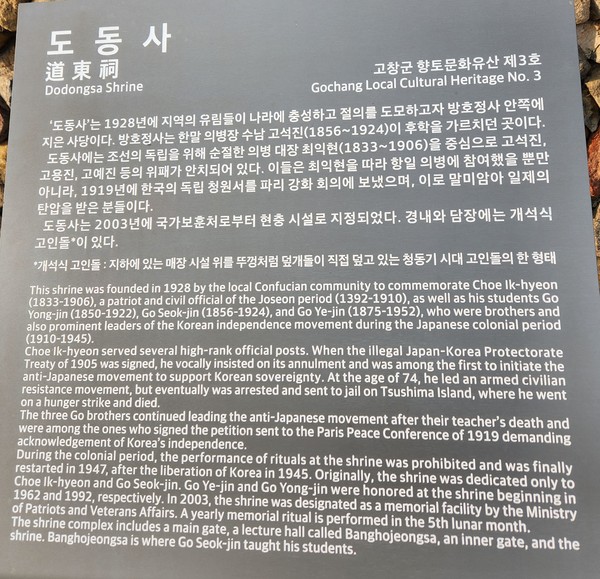 도 동 사
道東祠
Dodongsa Shrine
고창군 향토문화유산 제3호
Gochang Local Cultural Heritage No. 3
‘도동사’는 1928년에 지역의 유림들이 나라에 충성하고 절의를 도모하고자 방호정사 안쪽에
지은 사당이다. 방호정사는 한말 의병장 수남 고석진(1856~1924)이 후학을 가르치던 곳이다.
도동사에는 조선의 독립을 위해 순절한 의병 대장 최익현(1833~1906)을 중심으로 고석진,
고용진, 고예진 등의 위패가 안치되어 있다. 이들은 최익현을 따라 항일 의병에 참여했을 뿐만
아니라, 1919년에 한국의 독립 청원서를 파리 강화 회의에 보냈으며, 이로 말미암아 일제의
탄압을 받은 분들이다.
도동사는 2003년에 국가보훈처로부터 현충 시설로 지정되었다. 경내와 담장에는 개석식
고인돌*이 있다.
*개석식 고인돌 : 지하에 있는 매장 시설 위를 뚜껑처럼 덮개돌이 직접 덮고 있는 청동기 시대 고인돌의 한 형태
This shrine was founded in 1928 by the local Confucian community to commemorate Choe Ik-hyeon
(1833-1906), a patriot and civil official of the Joseon period (1392-1910), as well as his students Go
Yong-jin (1850-1922), Go Seok-jin (1856-1924), and Go Ye-jin (1875-1952), who were brothers and
also prominent leaders of the Korean independence movement during the Japanese colonial period
(1910-1945).
Choe Ik-hyeon served several high-rank official posts. When the illegal Japan-Korea Protectorate
Treaty of 1905 was signed, he vocally insisted on its annulment and was among the first to initiate the
anti-Japanese movement to support Korean sovereignty. At the age of 74, he led an armed civilian
resistance movement, but eventually was arrested and sent to jail on Tsushima Island, where he went
on a hunger strike and died.
The three Go brothers continued leading the anti-Japanese movement after their teacher's death and
were among the ones who signed the petition sent to the Paris Peace Conference of 1919 demanding
acknowledgement of Korea's independence.
During the colonial period, the performance of rituals at the shrine was prohibited and was finally
restarted in 1947, after the liberation of Korea in 1945. Originally, the shrine was dedicated only to
Choe Ik-hyeon and Go Seok-jin. Go Ye-jin and Go Yong-jin were honored at the shrine beginning in
1962 and 1992, respectively. In 2003, the shrine was designated as a memorial facility by the Ministry
of Patriots and Veterans Affairs. A yearly memorial ritual is performed in the 5th lunar month.
The shrine complex includes a main gate, a lecture hall called Banghojeongsa, an inner gate, and the
shrine. Banghojeongsa is where Go Seok-jin taught his students.